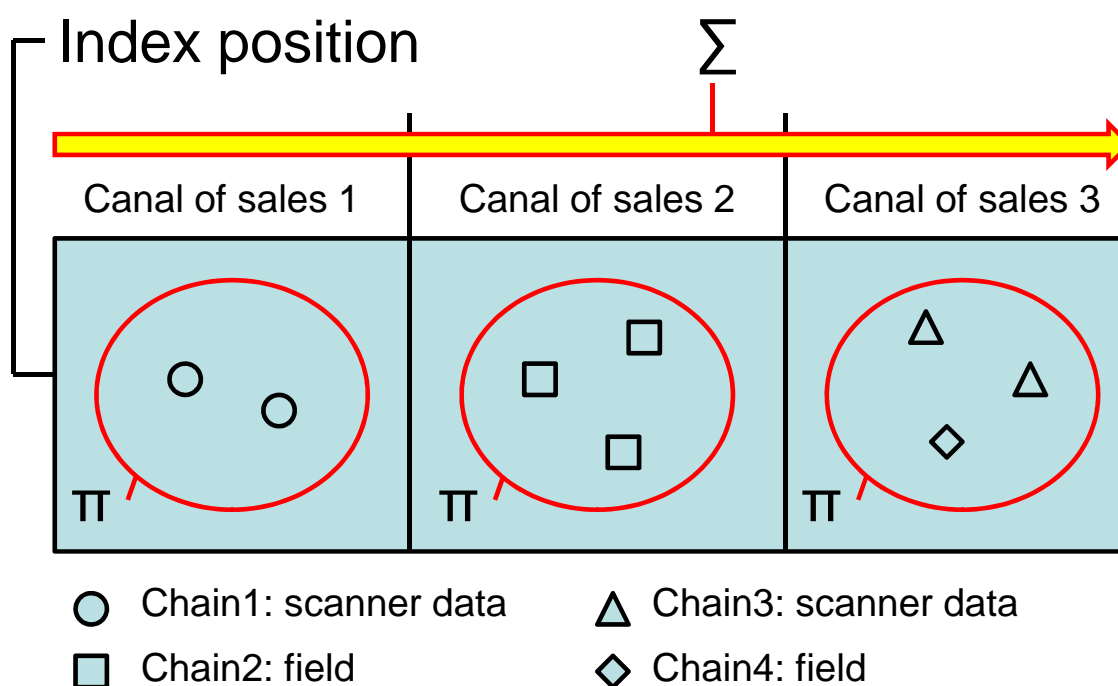 Index position
∑
Canal of sales 1
Canal of sales 2
Canal of sales 3
π
π
π
Chain1: scanner data
Chain3: scanner data
Chain2: field
Chain4: field